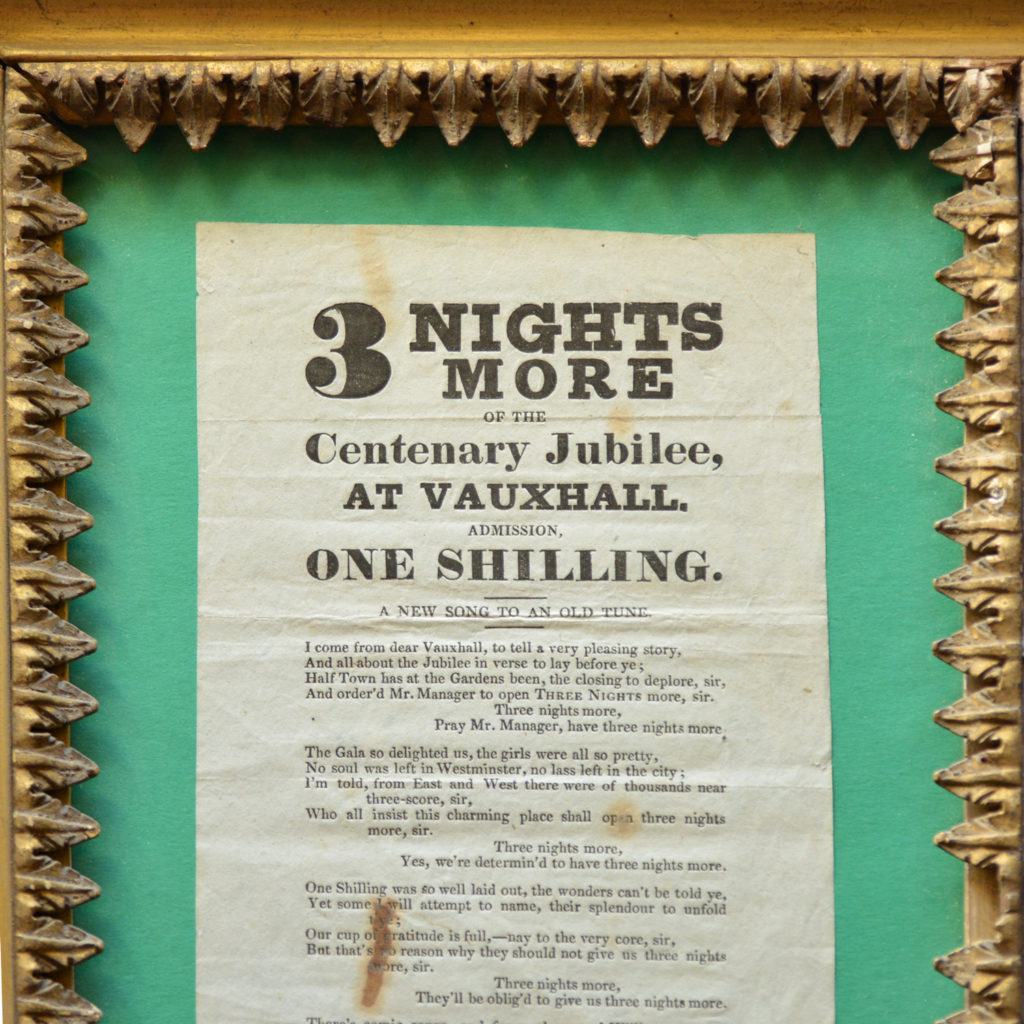 3 NIGHTS
MORE
OF THE
Centenary Jubilee,
AT VAUXHALL.
ADMISSION,
ONE SHILLING.
A NEW SONG TO AN OLD TUNE.
I come from dear Vauxhall, to tell a very pleasing story,
And all about the Jubilee in verse to lay before ye;
Half Town has at the Gardens been, the closing to deplore, sir,
And order'd Mr. Manager to open THREE NIGHTS more, sir.
Three nights more,
Pray Mr. Manager, have three nights more.
The Gala so delighted us, the girls were all so pretty,
No soul was left in Westminster, no lass left in the city;
I'm told, from East and West there were of thousands near
three-score, sir,
Who all insist this charming place shall open three nights
more, sir.
Three nights more,
Yes, we're determin'd to have three nights more.
One Shilling was so well laid out, the wonders can't be told ye,
Yet some I will attempt to name, their splendour to unfold
t'ye;
Our cup of gratitude is full,—nay to the very core, sir,
But that's no reason why they should not give us three nights
more, sir.
Three nights more,
They'll be oblig'd to give us three nights more.